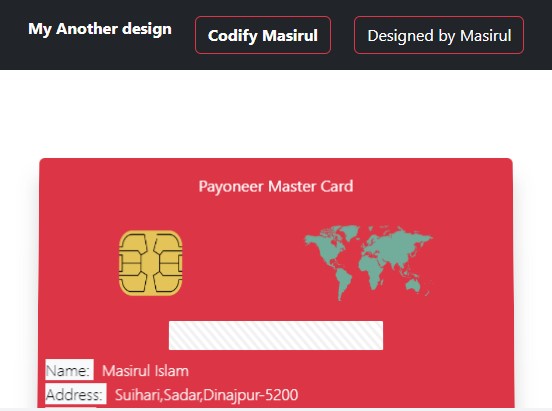 My Another design Codify Masirul Designed by Masirul
Payoneer Master Card
Name: Masirul Islam
Address: Suihari,Sadar,Dinajpur-5200